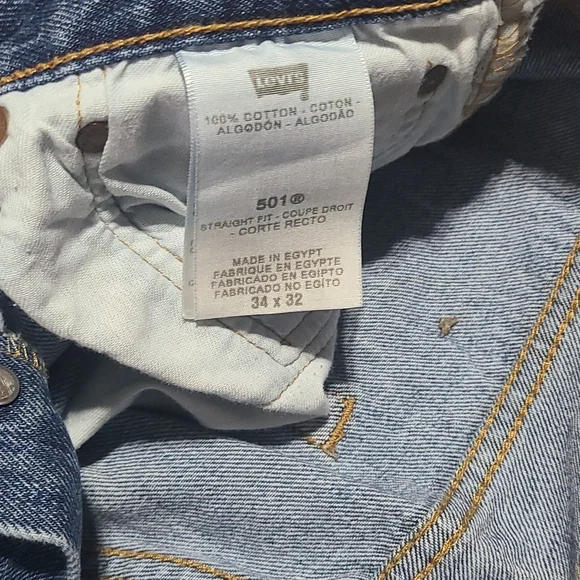 Levi's
100% COTTON - COTON -
ALGODÓN - ALGODÃO
501®
STRAIGHT FIT - COUPE DROIT
- CORTE RECTO
MADE IN EGYPT
FABRIQUE EN EGYPTE
FABRICADO EN EGIPTO
FABRICADO NO EGITO
34 X 32